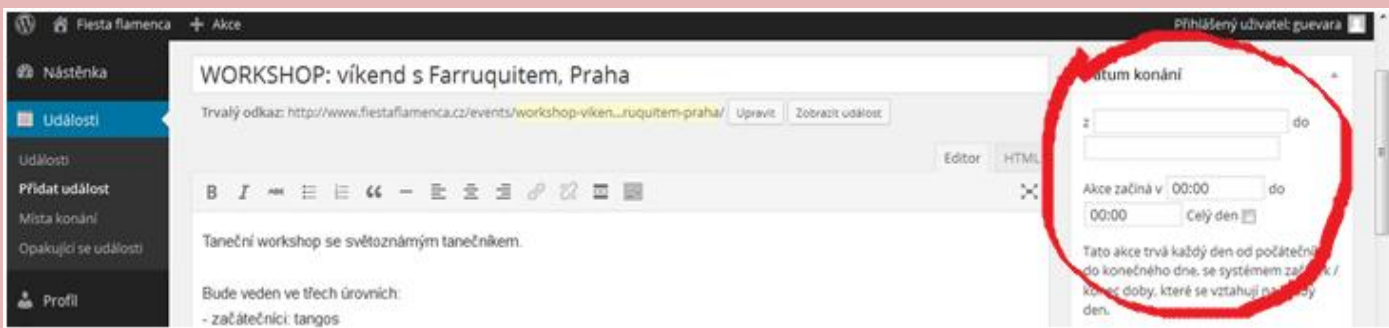 Fiesta flamenca + Akce
Přihlášený uživatel: guevara
Nástěnka
Události
Události
Přidat událost
Místa konání
Opakující se události
Profil
WORKSHOP: víkend s Farruquitem, Praha
Trvalý odkaz: http://www.fiestaflamenca.cz/events/workshop-viken...ruquitem-praha/ Upravit Zobrazit událost
Editor HTML
B I ABC
Taneční workshop se světoznámým tanečníkem.
Bude veden ve třech úrovních:
- začátečníci: tangos
konání
z do
Akce začíná v 00:00 do
00:00 Celý den
Tato akce trvá každý den od
do konečného dne, se systémem /
konec doby, které se vztahují
den.